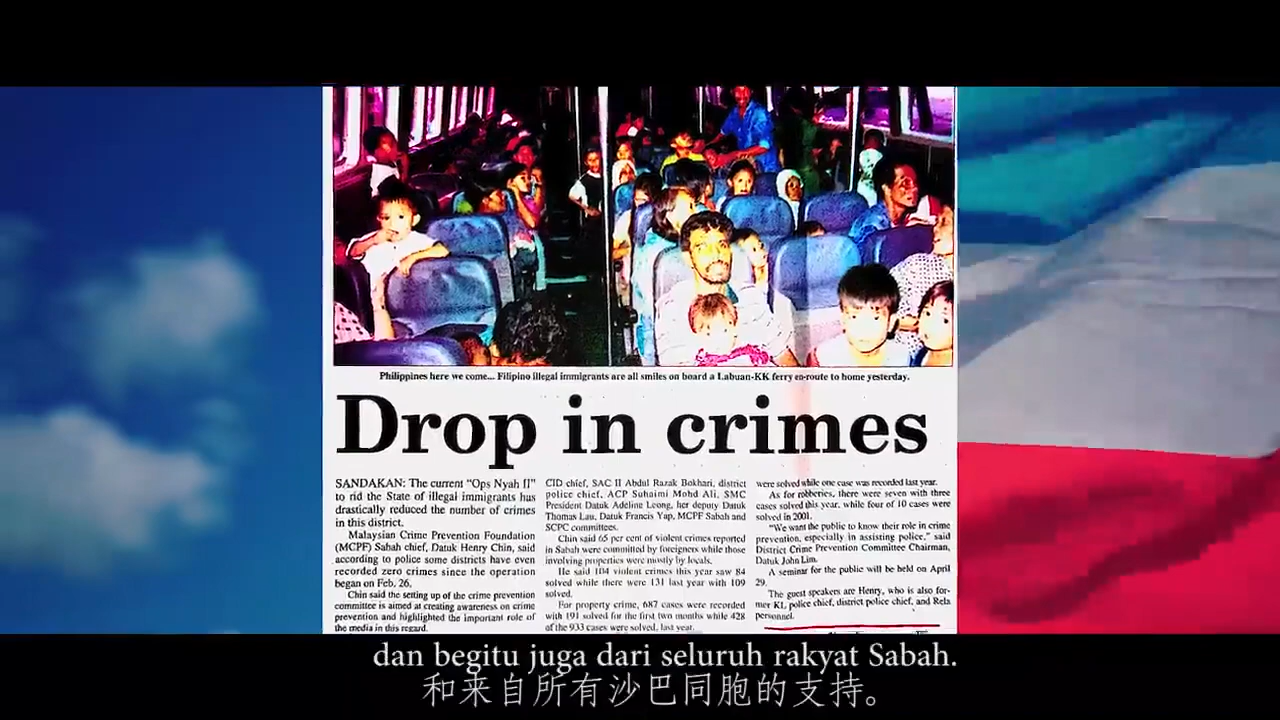 Philippines here we come... Filipino illegal immigrants are all smiles on board a Labuan-KK ferry en-route to home yesterday.
Drop in crimes
SANDAKAN: The current “Ops Nyah II”
to rid the State of illegal immigrants has
drastically reduced the number of crimes
in this district.
Malaysian Crime Prevention Foundation
(MCPF) Sabah chief, Datuk Henry Chin, said
according to police some districts have even
recorded zero crimes since the operation
began on Feb. 26.
Chin said the setting up of the crime prevention
committee is aimed at creating awareness on crime
prevention and highlighted the important role of
the media in this regard.
CID chief, SAC II Abdul Razak Bokhari, district
police chief, ACP Suhaimi Mohd Ali, SMC
President Datuk Adeline Leong, her deputy Datuk
Thomas Lau, Datuk Francis Yap, MCPF Sabah and
SCPC committees.
Chin said 65 per cent of violent crimes reported
in Sabah were committed by foreigners while those
involving properties were mostly by locals.
He said 104 violent crimes this year saw 84
solved while there were 131 last year with 109
solved.
For property crime, 687 cases were recorded
with 191 solved for the first two months while 428
of the 933 cases were solved, last year.
were solved while one case was recorded last year.
As for robberies, there were seven with three
cases solved this year, while four of 10 cases were
solved in 2001.
“We want the public to know their role in crime
prevention, especially in assisting police,” said
District Crime Prevention Committee Chairman,
Datuk John Lim.
A seminar for the public will be held on April
29.
The guest speakers are Henry, who is also for-
mer KL police chief, district police chief, and Rela
personnel.
dan begitu juga dari seluruh rakyat Sabah.
和来自所有沙巴同胞的支持。